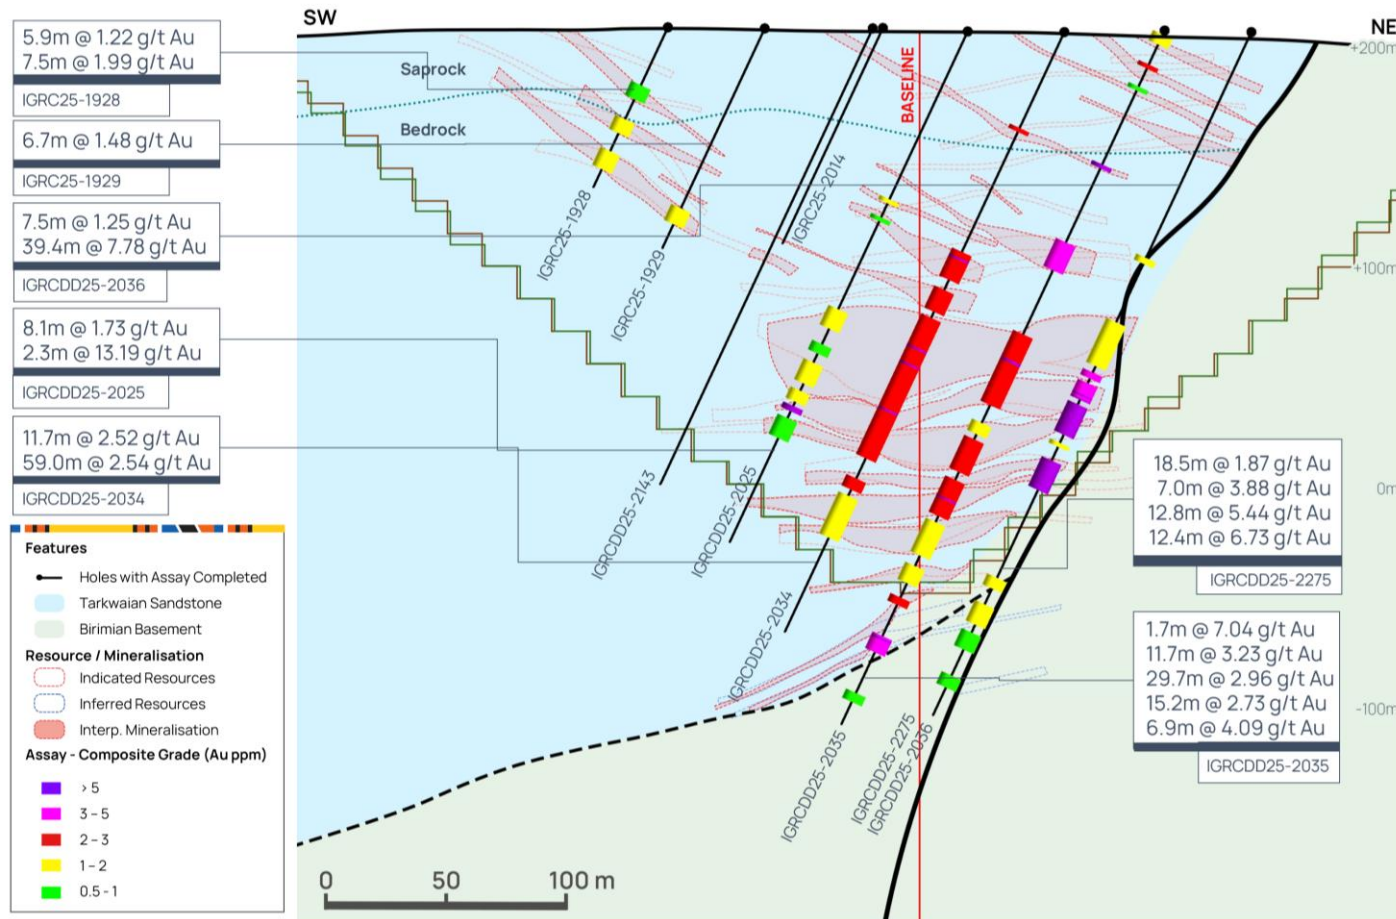 SW
NE
5.9m @ 1.22 g/t Au
7.5m @ 1.99 g/t Au
IGRC25-1928
6.7m @ 1.48 g/t Au
IGRC25-1929
7.5m @ 1.25 g/t Au
39.4m @ 7.78 g/t Au
IGRCDD25-2036
8.1m @ 1.73 g/t Au
2.3m @ 13.19 g/t Au
IGRCDD25-2025
11.7m @ 2.52 g/t Au
59.0m @ 2.54 g/t Au
IGRCDD25-2034
Features
Holes with Assay Completed
Tarkwaian Sandstone
Birimian Basement
Resource / Mineralisation
Indicated Resources
Inferred Resources
Interp. Mineralisation
Assay - Composite Grade (Au ppm)
> 5
3 - 5
2 - 3
1 - 2
0.5 - 1
Saprock
Bedrock
BASELINE
IGRC25-1928
IGRC25-1929
IGRC25-2014
IGRCDD25-2143
IGRCDD25-2025
IGRCDD25-2034
IGRCDD25-2035
IGRCDD25-2275
IGRCDD25-2036
+200m
+100m
0m
-100m
18.5m @ 1.87 g/t Au
7.0m @ 3.88 g/t Au
12.8m @ 5.44 g/t Au
12.4m @ 6.73 g/t Au
IGRCDD25-2275
1.7m @ 7.04 g/t Au
11.7m @ 3.23 g/t Au
29.7m @ 2.96 g/t Au
15.2m @ 2.73 g/t Au
6.9m @ 4.09 g/t Au
IGRCDD25-2035
0 50 100 m